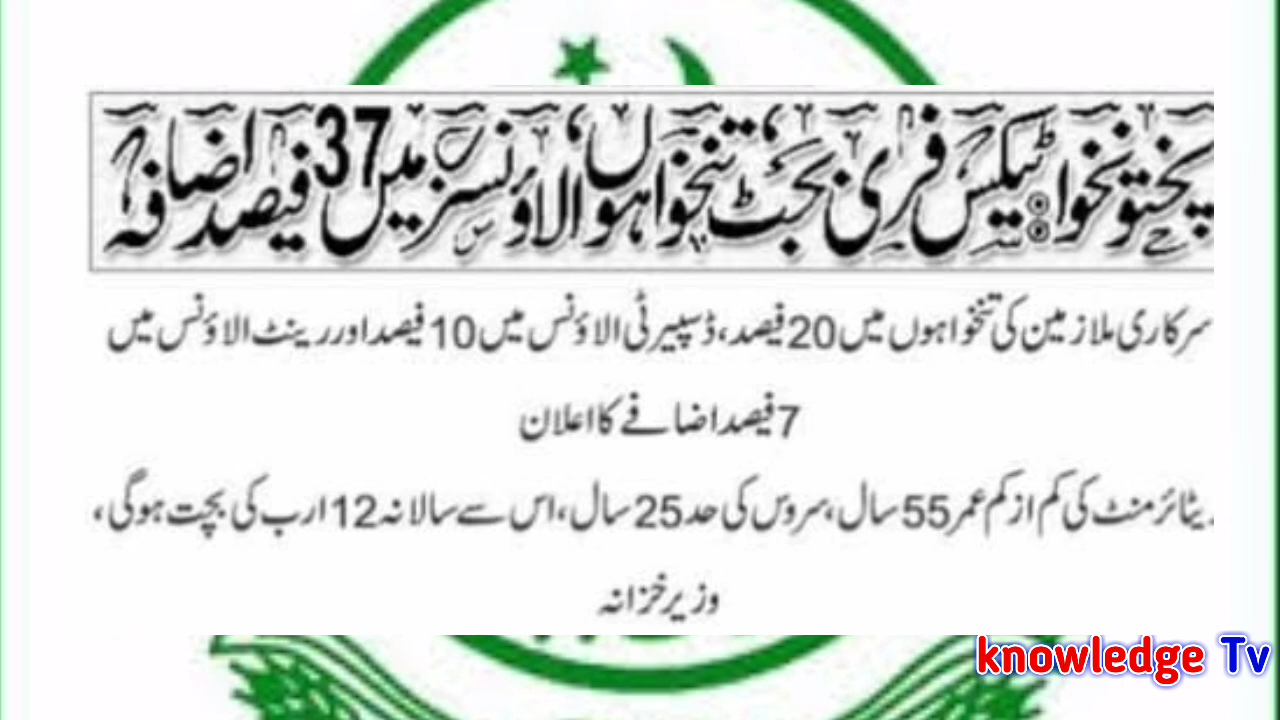 پختونخوا: ٹیکس فری بجٹ، تنخواہوں، الاؤنسز میں 37 فیصد اضافہ
سرکاری ملازمین کی تنخواہوں میں 20 فیصد، ڈسپیرٹی الاؤنس میں 10 فیصد اور رینٹ الاؤنس میں
7 فیصد اضافے کا اعلان
یٹائرمنٹ کی کم از کم عمر 55 سال، سروس کی حد 25 سال، اس سے سالانہ 12 ارب کی بچت ہوگی،
وزیر خزانہ
knowledge Tv